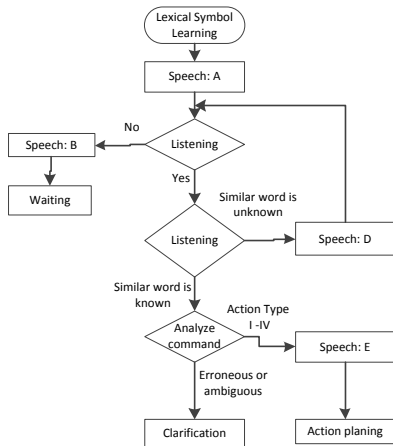 Lexical Symbol
Learning
Speech: A
No
Speech: B
Listening
Yes
Waiting
Similar word is
unknown
Listening
Speech: D
Similar word is
known
Action Type
I -IV
Analyze
command
Speech: E
Erroneous or
ambiguous
Clarification
Action planing